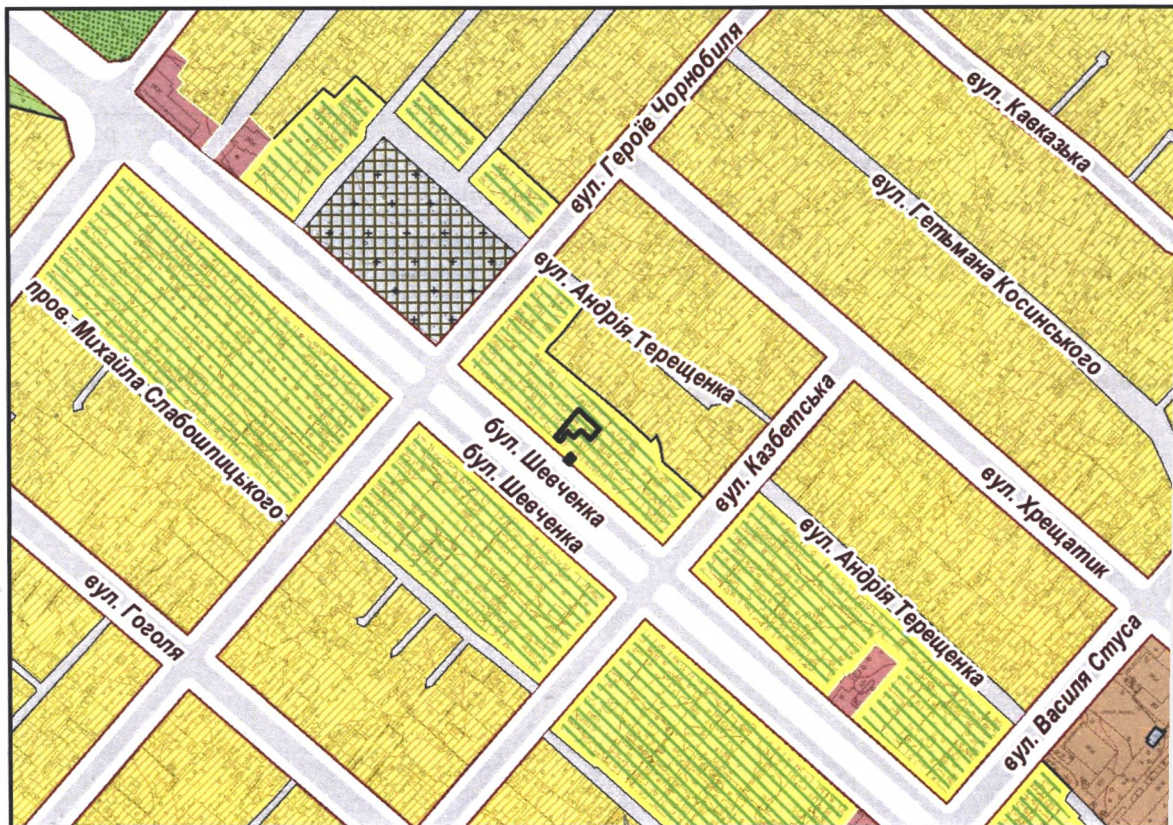 вул. Героїв Чорнобиля
вул. Кавказька
вул. Гетьмана Косинського
вул. Андрія Терещенка
пров. Михайла Слабошпицького
бул. Шевченка
бул. Шевченка
вул. Казбетська
вул. Хрещатик
вул. Андрія Терещенка
вул. Гоголя
вул. Василя Стуса